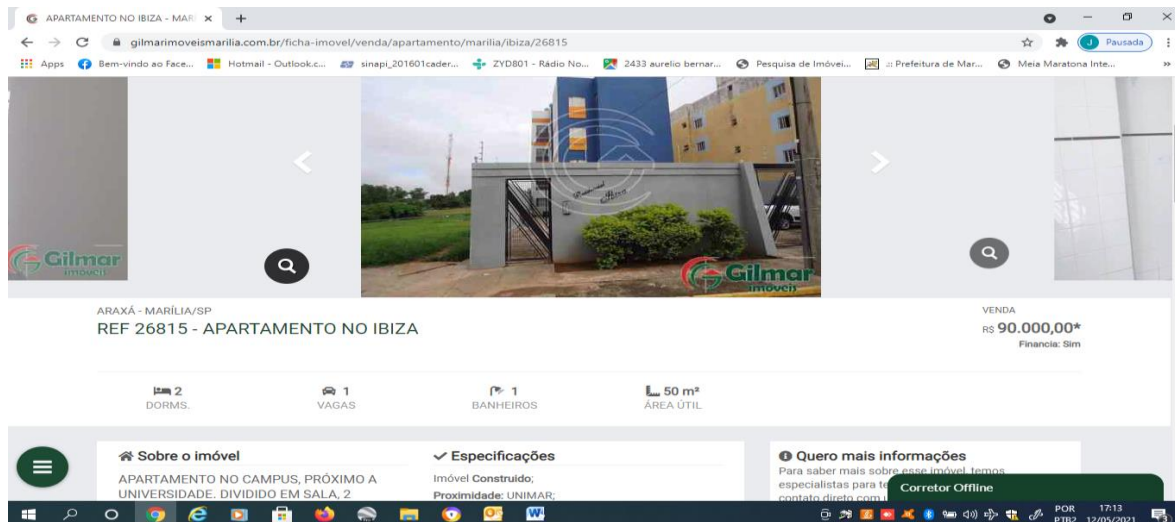 APARTAMENTO NO IBIZA - MAR
gilmarimoveismarilia.com.br/ficha-imovel/venda/apartamento/marilia/ibiza/26815
Pausada
Apps Bem-vindo ao Face... Hotmail - Outlook.c... sinapi_201601cader... ZYD801 - Rádio No... 2433 aurelio bernar... Pesquisa de Imóvei... .:: Prefeitura de Mar... Meia Maratona Inte...
Residencial Ibiza
Gilmar
imóveis
Gilmar
imóveis
ARAXÁ - MARÍLIA/SP
REF 26815 - APARTAMENTO NO IBIZA
VENDA
R$ 90.000,00*
Financia: Sim
2
DORMS.
1
VAGAS
1
BANHEIROS
50 m²
ÁREA ÚTIL
Sobre o imóvel
APARTAMENTO NO CAMPUS, PRÓXIMO A
UNIVERSIDADE. DIVIDIDO EM SALA, 2
Especificações
Imóvel Construído;
Proximidade: UNIMAR;
Quero mais informações
Para saber mais sobre esse imóvel, temos
especialistas para te
contato direto com
Corretor Offline
POR
PTB2
17:13
12/05/2021